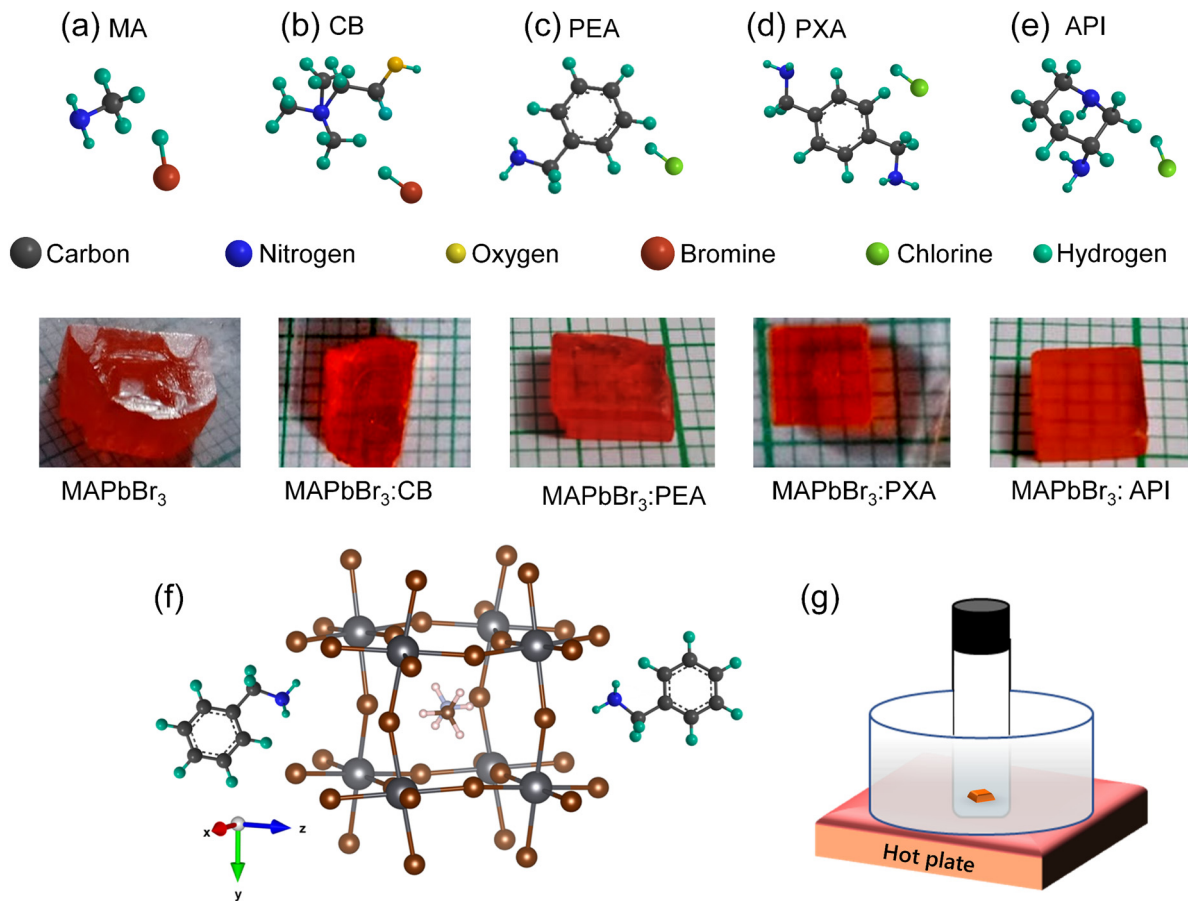 (a) MA
(b) CB
(c) PEA
(d) PXA
(e) API
Carbon
Nitrogen
Oxygen
Bromine
Chlorine
Hydrogen
MAPbBr₃
MAPbBr₃:CB
MAPbBr₃:PEA
MAPbBr₃:PXA
MAPbBr₃: API
(f)
(g)
x
z
y
Hot plate